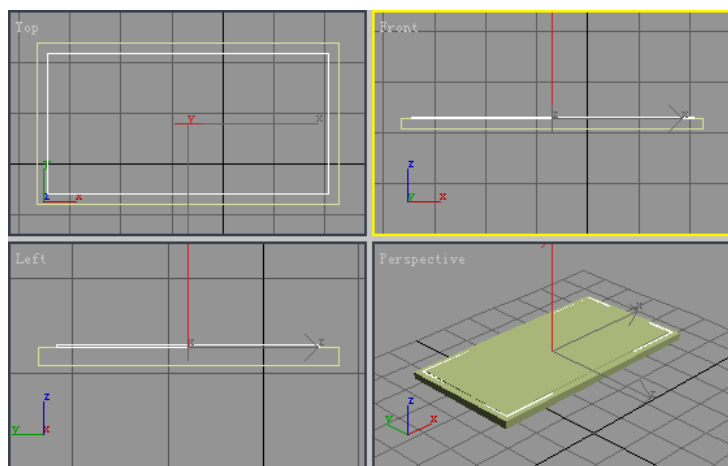 Top
y x
y
z x
Front
z x
z
y x
Left
x z
z
y x
Perspective
x
z
z
y x